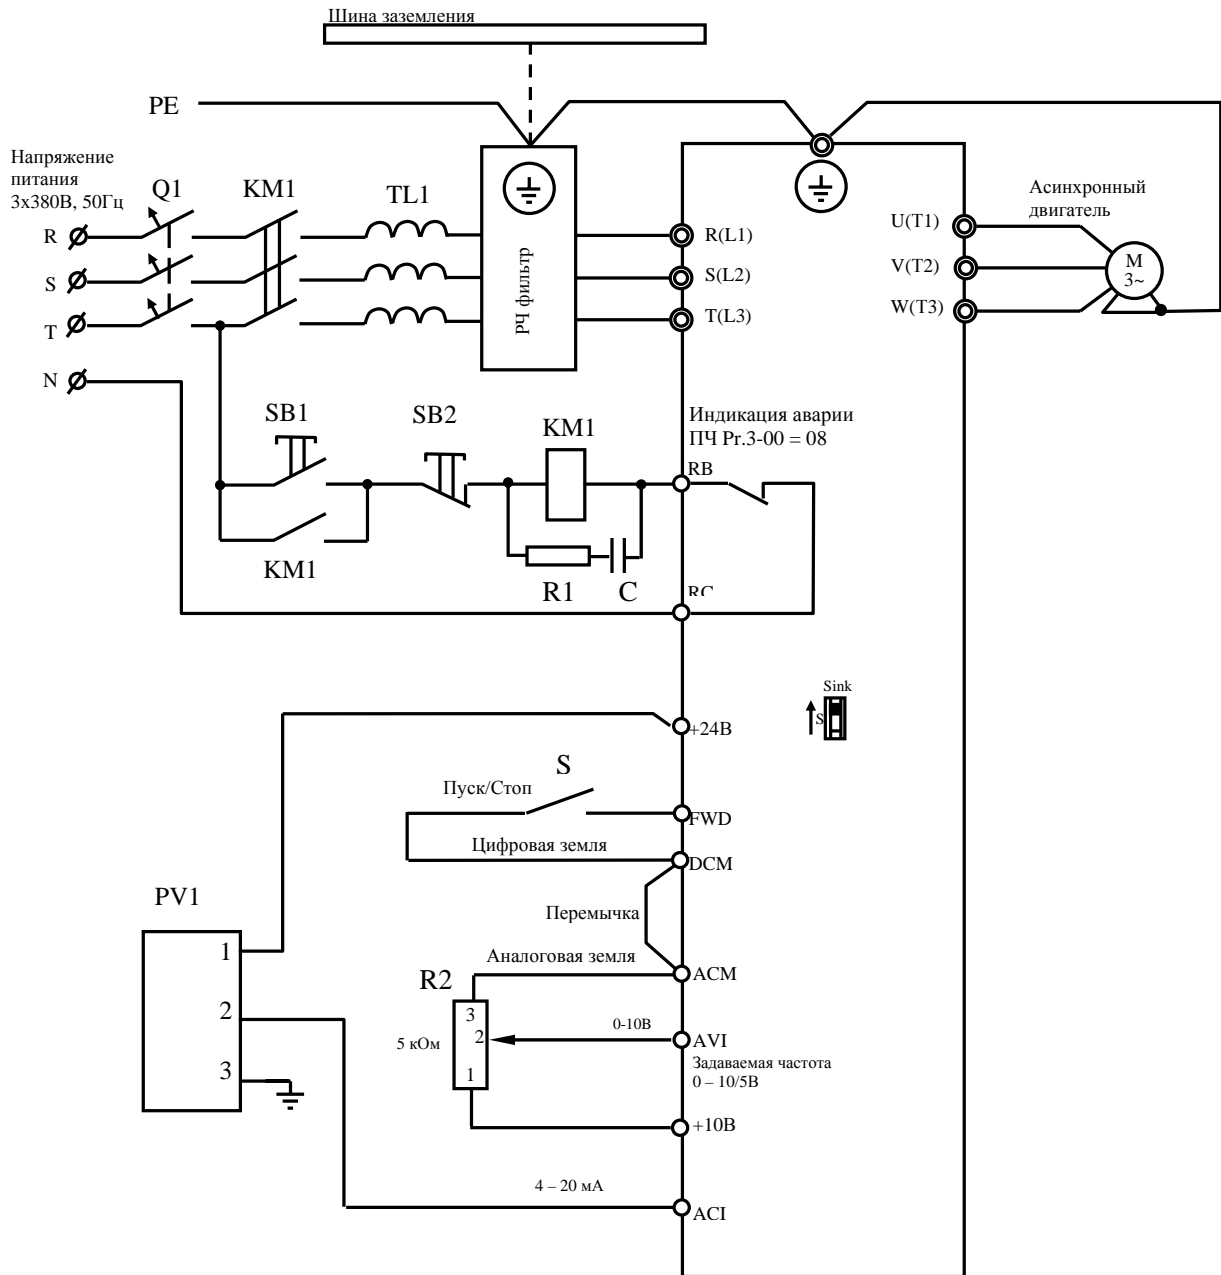 Шина заземления
PE
Напряжение
питания
3х380В, 50Гц
Q1
KM1
TL1
R
S
T
N
РЧ фильтр
R(L1)
S(L2)
T(L3)
U(T1)
V(T2)
W(T3)
Асинхронный
двигатель
M
3~
SB1
SB2
KM1
KM1
R1
C
Индикация аварии
ПЧ Pr.3-00 = 08
RB
RC
Sink
S
+24В
S
Пуск/Стоп
FWD
Цифровая земля
DCM
Перемычка
Аналоговая земля
ACM
PV1
1
2
3
R2
5 кОм
3
2
1
0-10В
AVI
Задаваемая частота
0 – 10/5В
+10В
4 – 20 мА
ACI